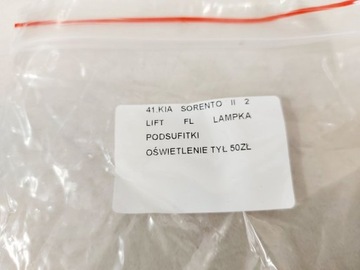 41.KIA SORENTO II 2
LIFT FL LAMPKA
PODSUFITKI
OŚWIETLENIE TYŁ 50ZŁ